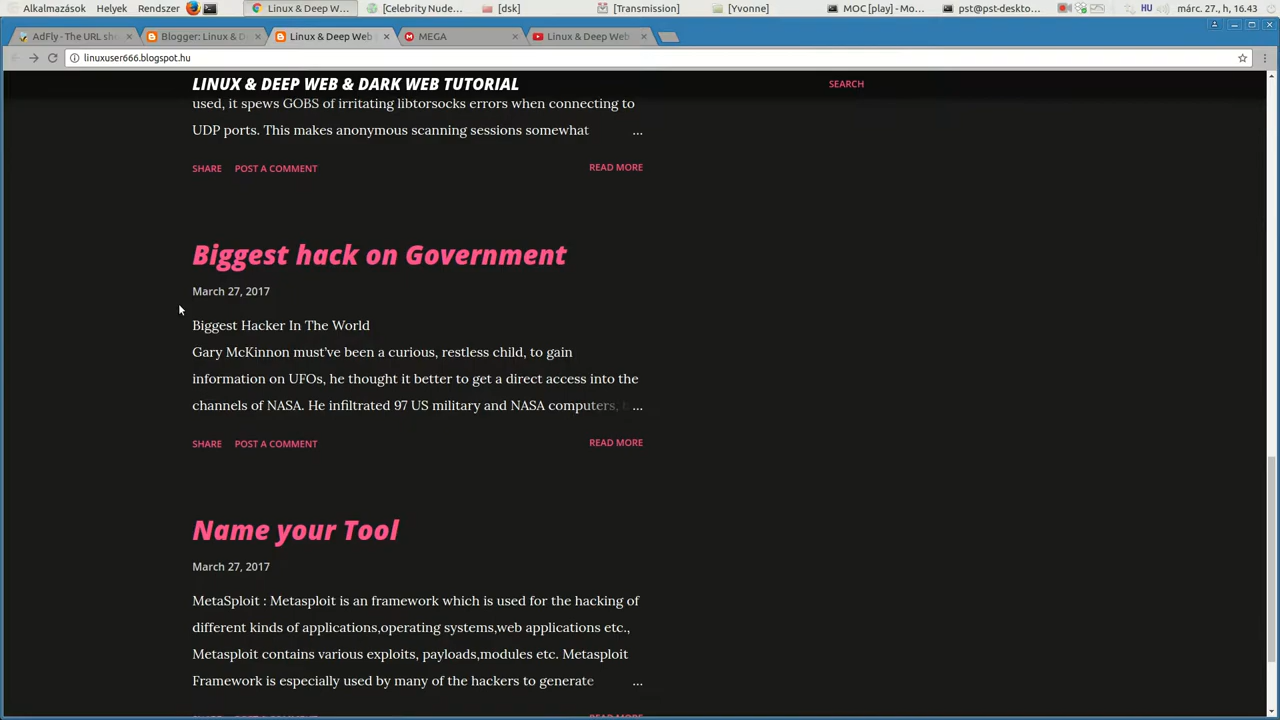 Alkalmazások Helyek Rendszer Linux & Deep W... [Celebrity Nude... [dsk] [Transmission] [Yvonne] MOC [play] - Mo... pst@pst-deskto... HU márc. 27., h, 16.43
AdFly - The URL sho Blogger: Linux & D Linux & Deep Web MEGA Linux & Deep Web
linuxuser666.blogspot.hu
LINUX & DEEP WEB & DARK WEB TUTORIAL SEARCH
used, it spews GOBS of irritating libtorsocks errors when connecting to
UDP ports. This makes anonymous scanning sessions somewhat ...
SHARE POST A COMMENT READ MORE
Biggest hack on Government
March 27, 2017
Biggest Hacker In The World
Gary McKinnon must’ve been a curious, restless child, to gain
information on UFOs, he thought it better to get a direct access into the
channels of NASA. He infiltrated 97 US military and NASA computers, ...
SHARE POST A COMMENT READ MORE
Name your Tool
March 27, 2017
MetaSploit : Metasploit is an framework which is used for the hacking of
different kinds of applications,operating systems,web applications etc.,
Metasploit contains various exploits, payloads,modules etc. Metasploit
Framework is especially used by many of the hackers to generate ...